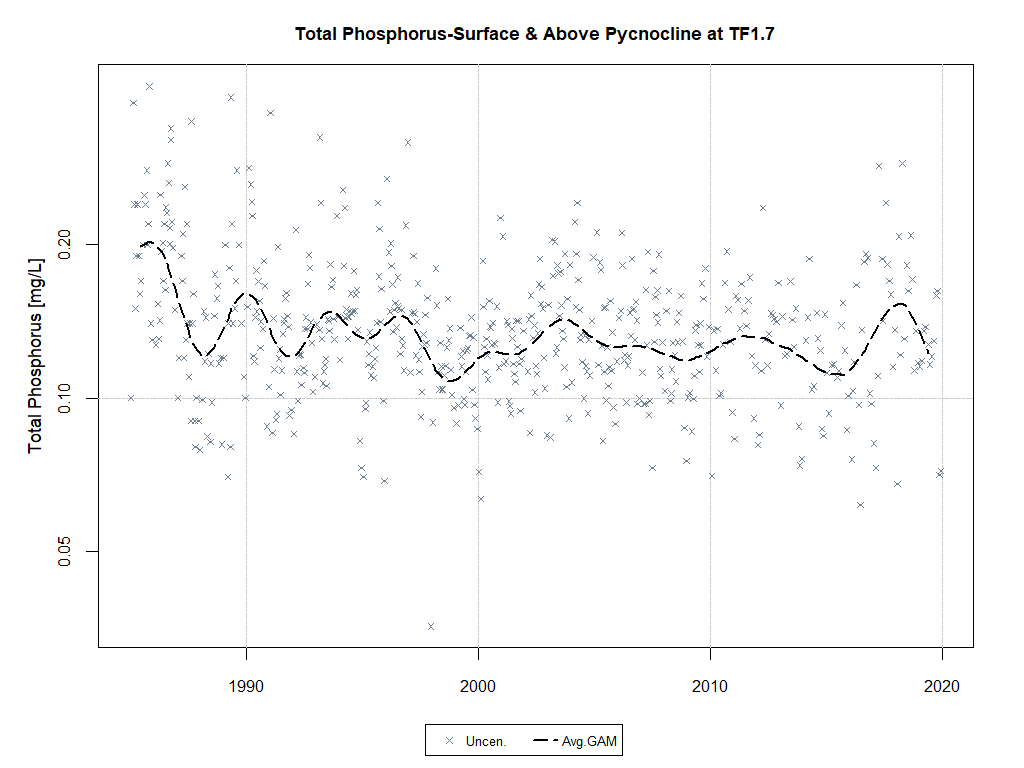 Total Phosphorus-Surface & Above Pycnocline at TF1.7
Total Phosphorus [mg/L]
0.20
0.10
0.05
1990 2000 2010 2020
Uncen. Avg.GAM